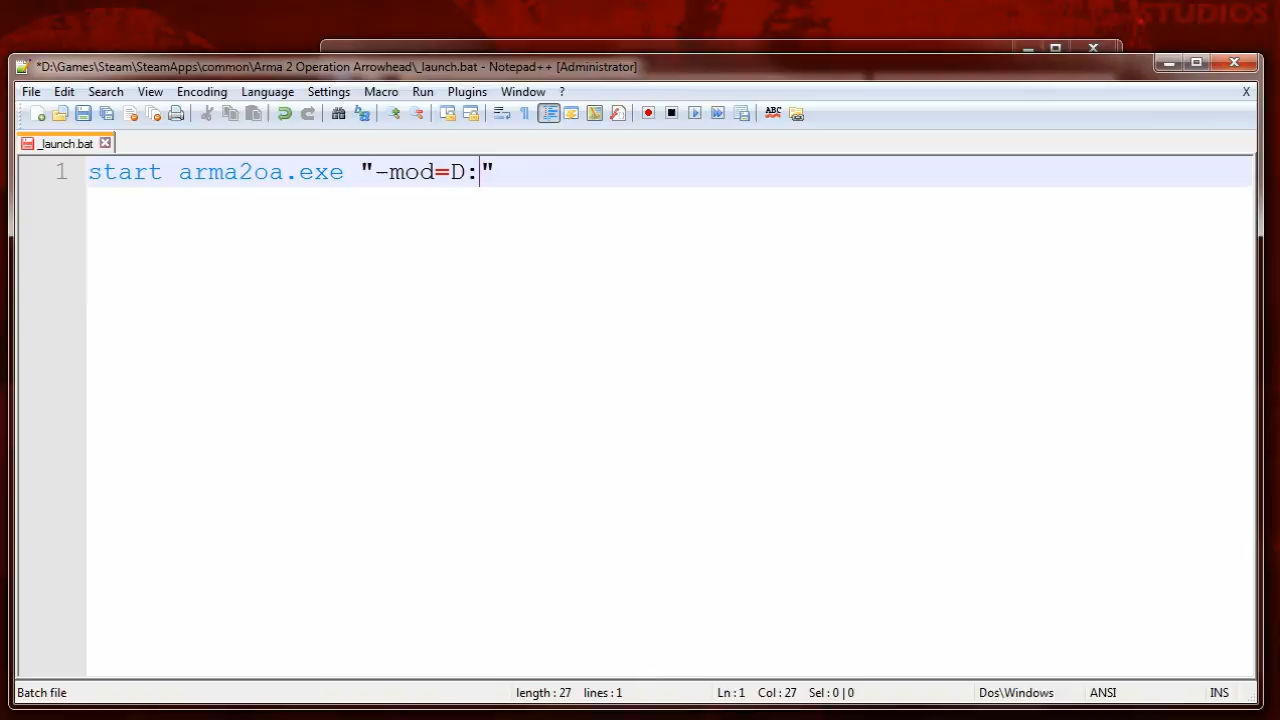 STUDIOS
*D:\Games\Steam\SteamApps\common\Arma 2 Operation Arrowhead\_launch.bat - Notepad++ [Administrator]
File Edit Search View Encoding Language Settings Macro Run Plugins Window ? X
_launch.bat
1 start arma2oa.exe "-mod=D:"
Batch file length : 27 lines : 1 Ln : 1 Col : 27 Sel : 0 | 0 Dos\Windows ANSI INS